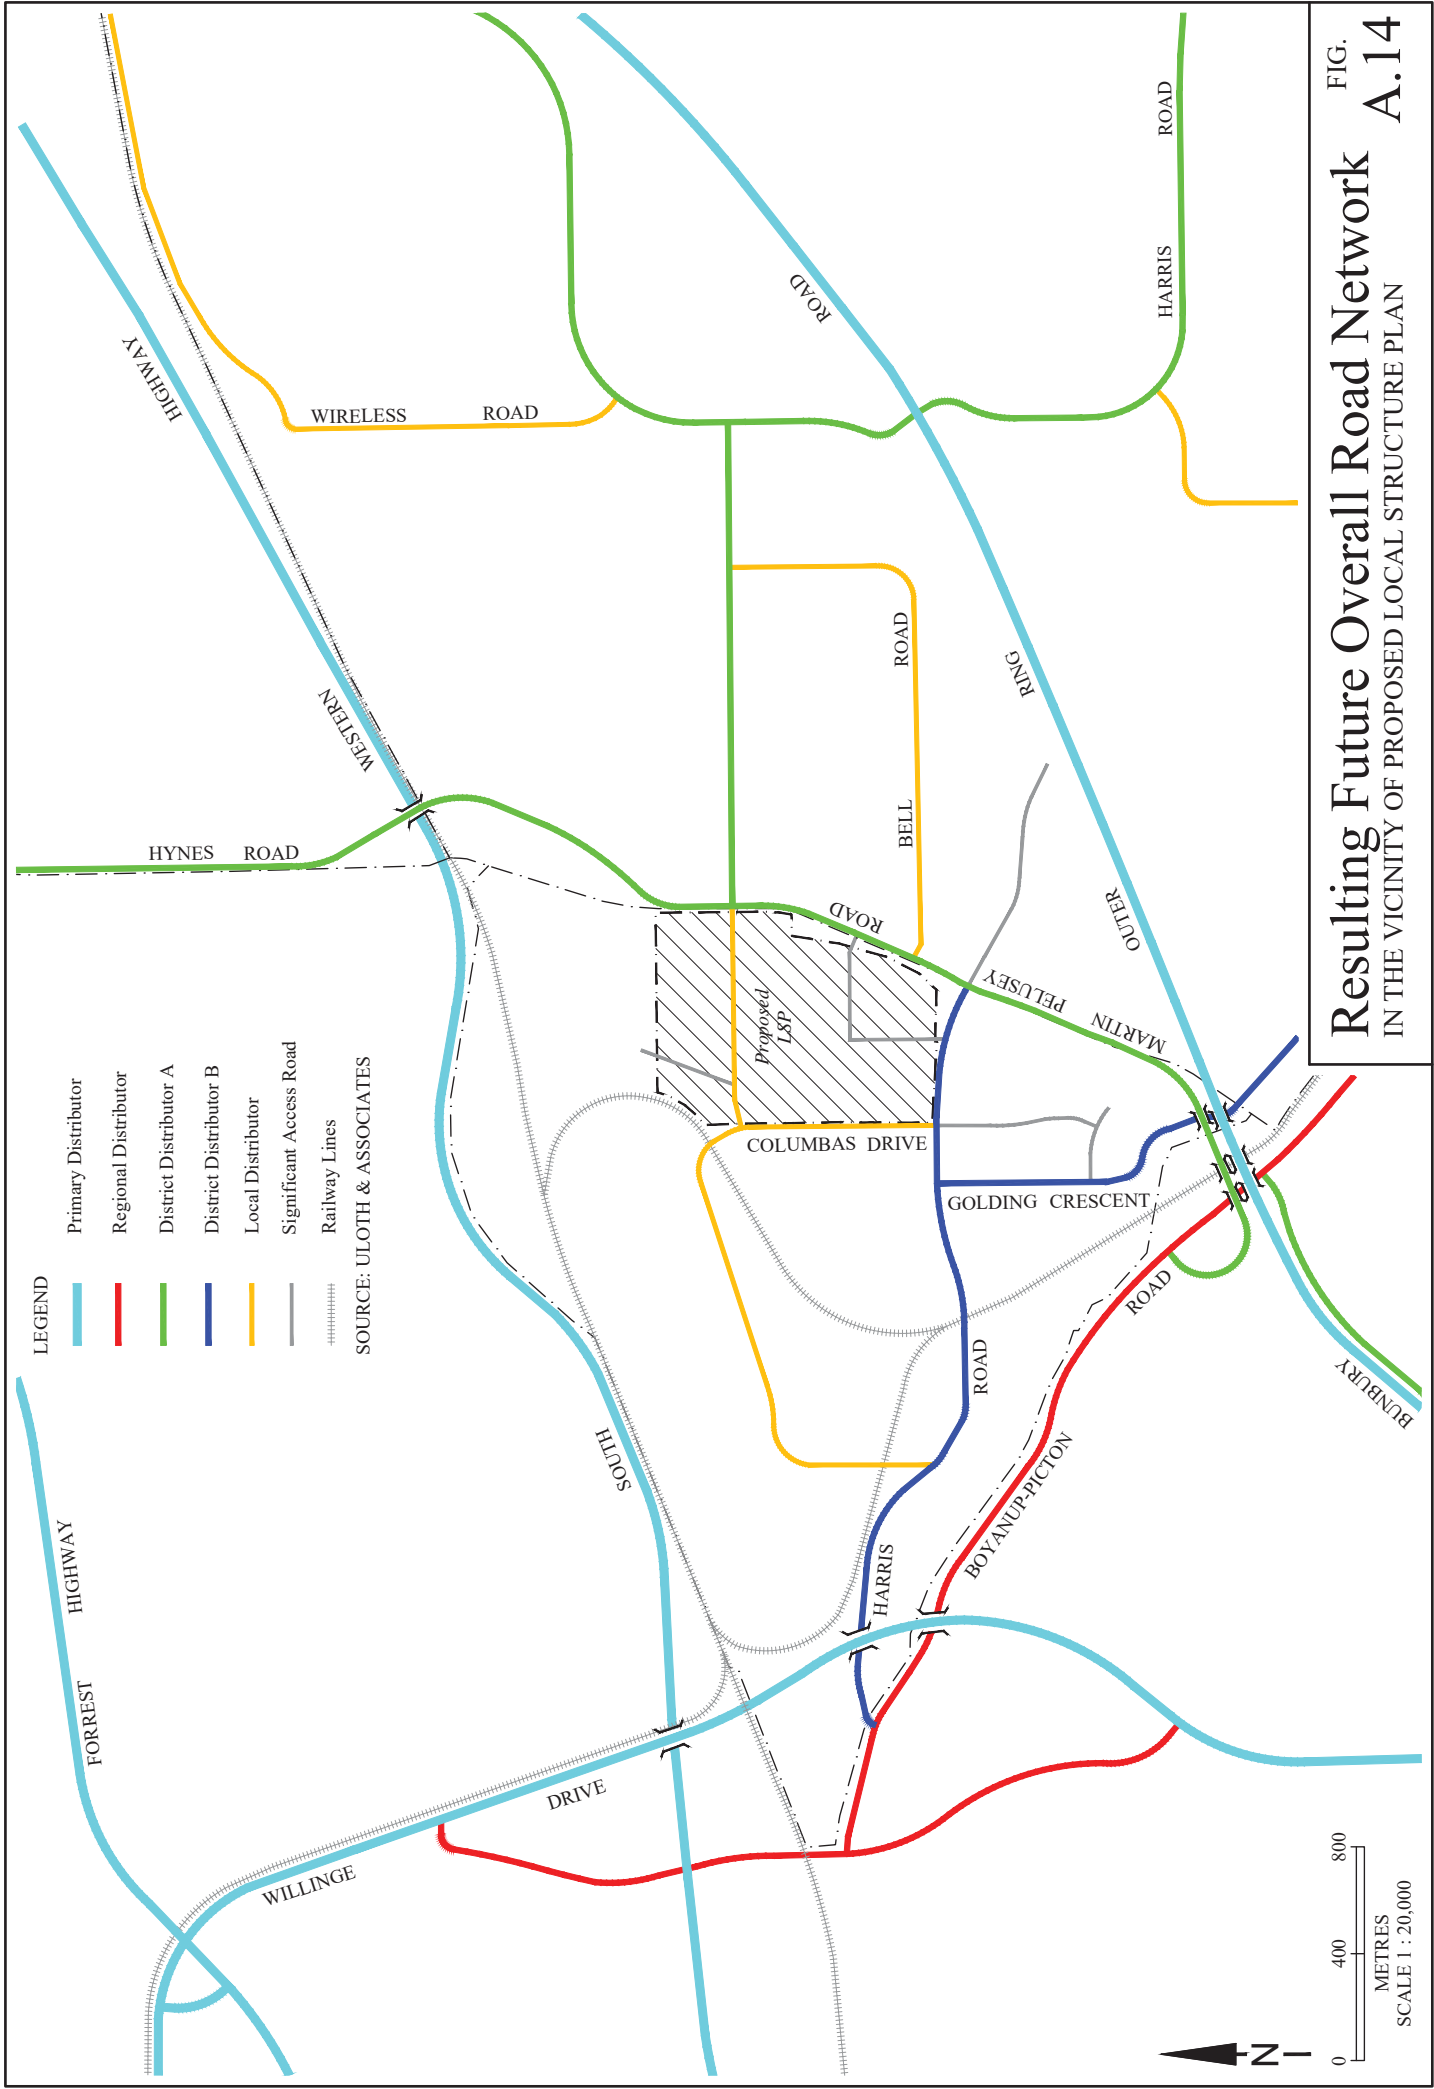 LEGEND
Primary Distributor
Regional Distributor
District Distributor A
District Distributor B
Local Distributor
Significant Access Road
Railway Lines
SOURCE: ULOTH & ASSOCIATES
FORREST HIGHWAY
WILLINGE DRIVE
SOUTH WESTERN HIGHWAY
HYNES ROAD
WIRELESS ROAD
HARRIS ROAD
BELL ROAD
MARTIN PELUSEY ROAD
Proposed
LSP
COLUMBAS DRIVE
GOLDING CRESCENT
HARRIS ROAD
BOYANUP-PICTON ROAD
BUNBURY OUTER RING ROAD
N
0 400 800
METRES
SCALE 1 : 20,000
Resulting Future Overall Road Network
IN THE VICINITY OF PROPOSED LOCAL STRUCTURE PLAN
FIG.
A.14